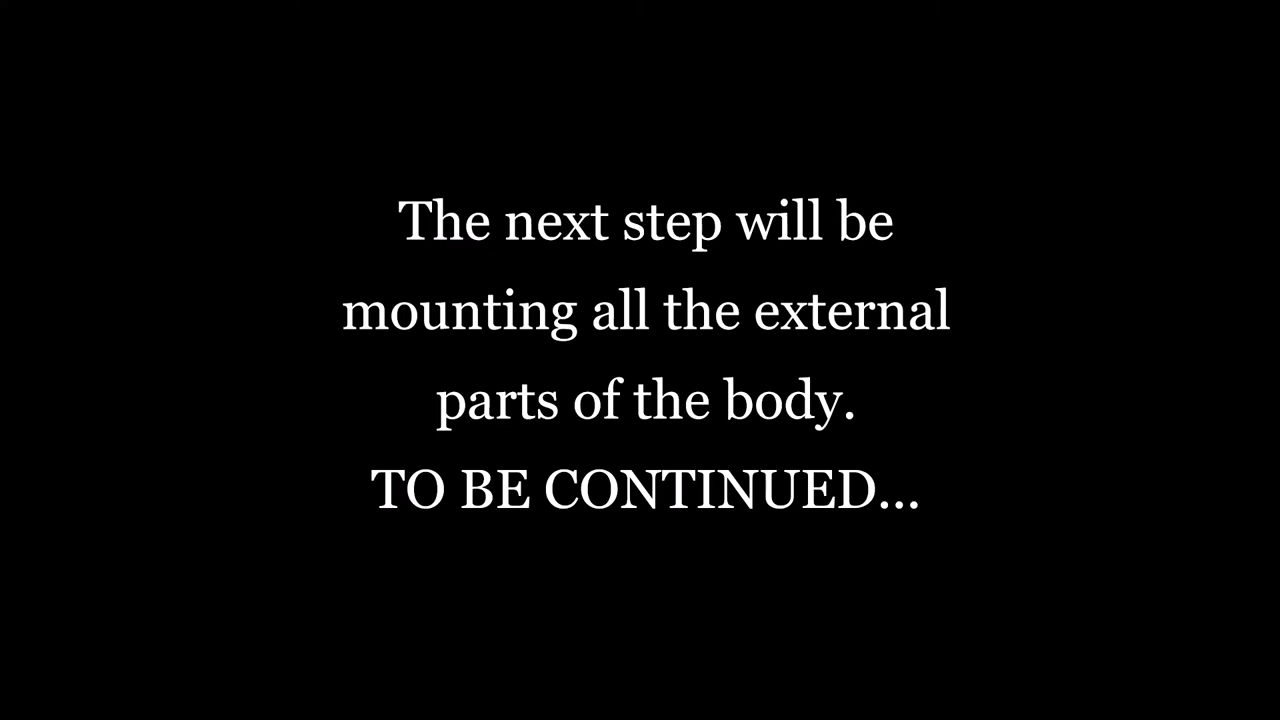 The next step will be
mounting all the external
parts of the body.
TO BE CONTINUED...